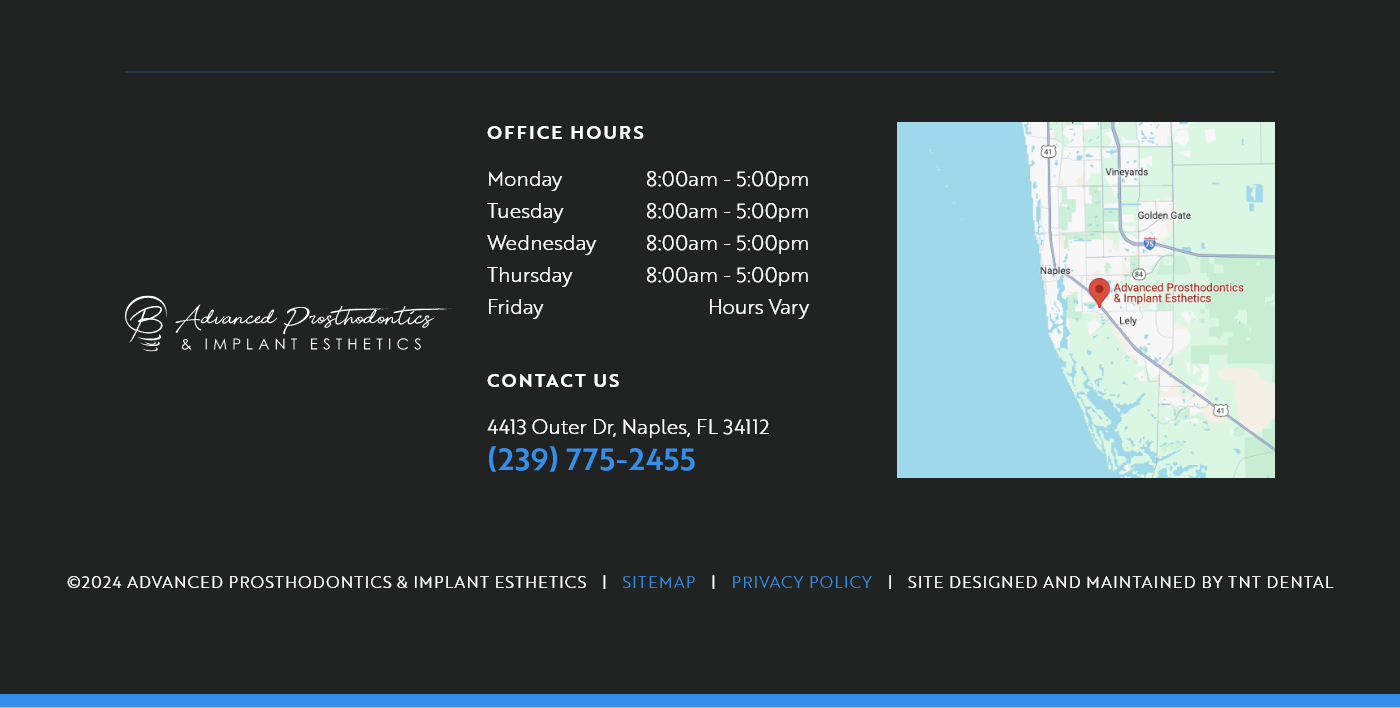 Advanced Prosthodontics
& IMPLANT ESTHETICS
OFFICE HOURS
Monday 8:00am - 5:00pm
Tuesday 8:00am - 5:00pm
Wednesday 8:00am - 5:00pm
Thursday 8:00am - 5:00pm
Friday Hours Vary
CONTACT US
4413 Outer Dr, Naples, FL 34112
(239) 775-2455
41
Vineyards
Golden Gate
75
Naples
84
Advanced Prosthodontics
& Implant Esthetics
Lely
41
©2024 ADVANCED PROSTHODONTICS & IMPLANT ESTHETICS | SITEMAP | PRIVACY POLICY | SITE DESIGNED AND MAINTAINED BY TNT DENTAL